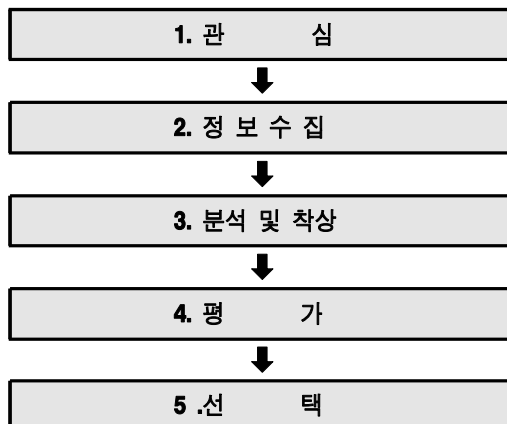 1. 관 심
2. 정 보 수 집
3. 분석 및 착상
4. 평 가
5 .선 택